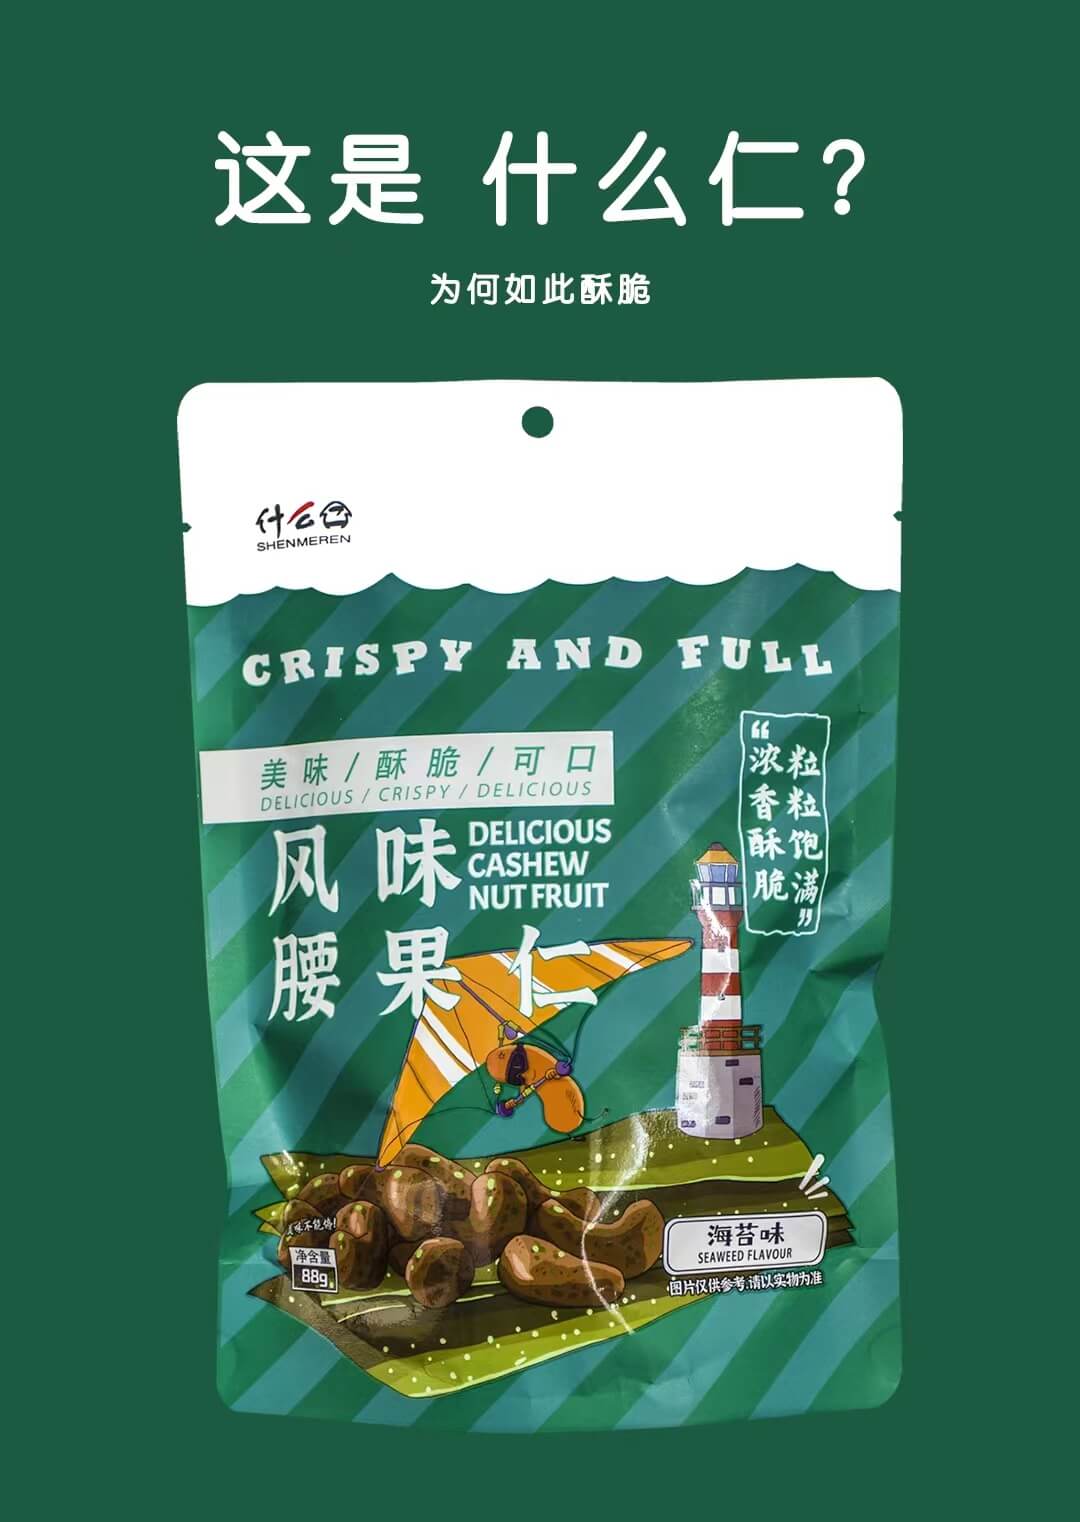 这是 什么仁?
为何如此酥脆
什么
SHENMEREN
CRISPY AND FULL
美味/酥脆/可口
DELICIOUS / CRISPY / DELICIOUS
“粒粒饱满
浓香酥脆”
风味
DELICIOUS
CASHEW
NUT FRUIT
腰果仁
美味不能挡!
净含量
88g
海苔味
SEAWEED FLAVOUR
图片仅供参考,请以实物为准